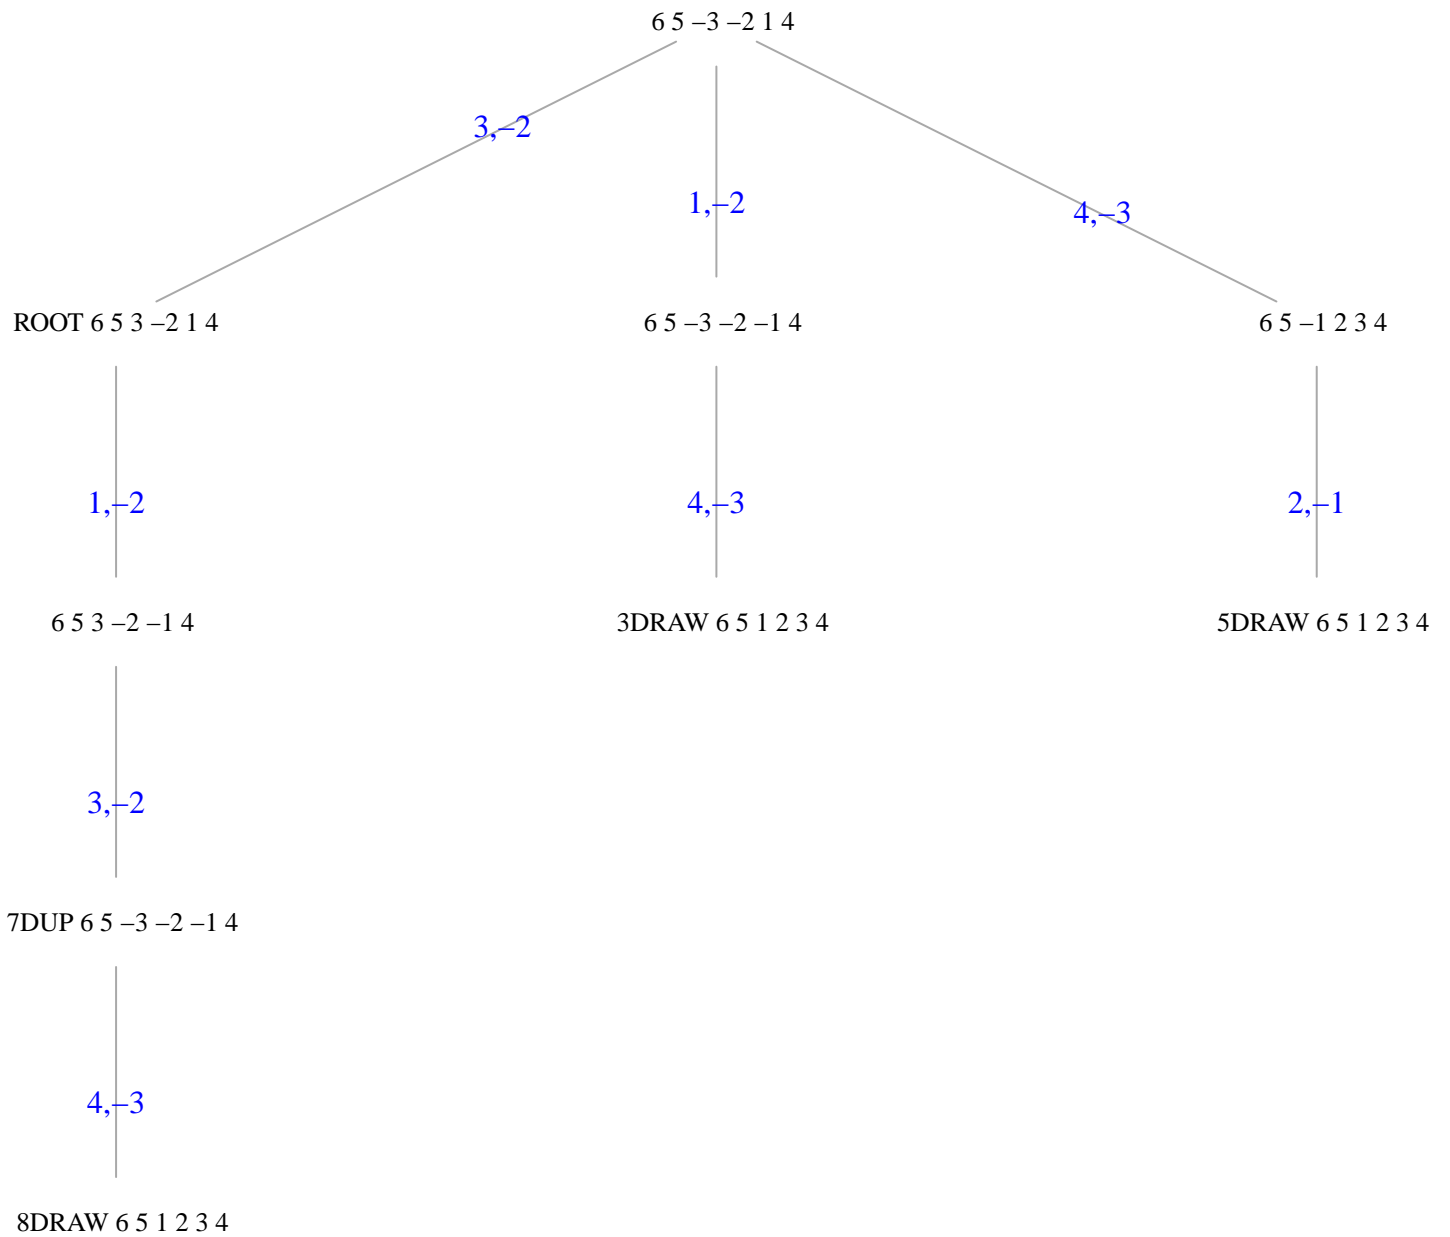 6 5 –3 –2 1 4
3,–2
1,–2
4,–3
ROOT 6 5 3 –2 1 4
6 5 –3 –2 –1 4
6 5 –1 2 3 4
1,–2
4,–3
2,–1
6 5 3 –2 –1 4
3DRAW 6 5 1 2 3 4
5DRAW 6 5 1 2 3 4
3,–2
7DUP 6 5 –3 –2 –1 4
4,–3
8DRAW 6 5 1 2 3 4